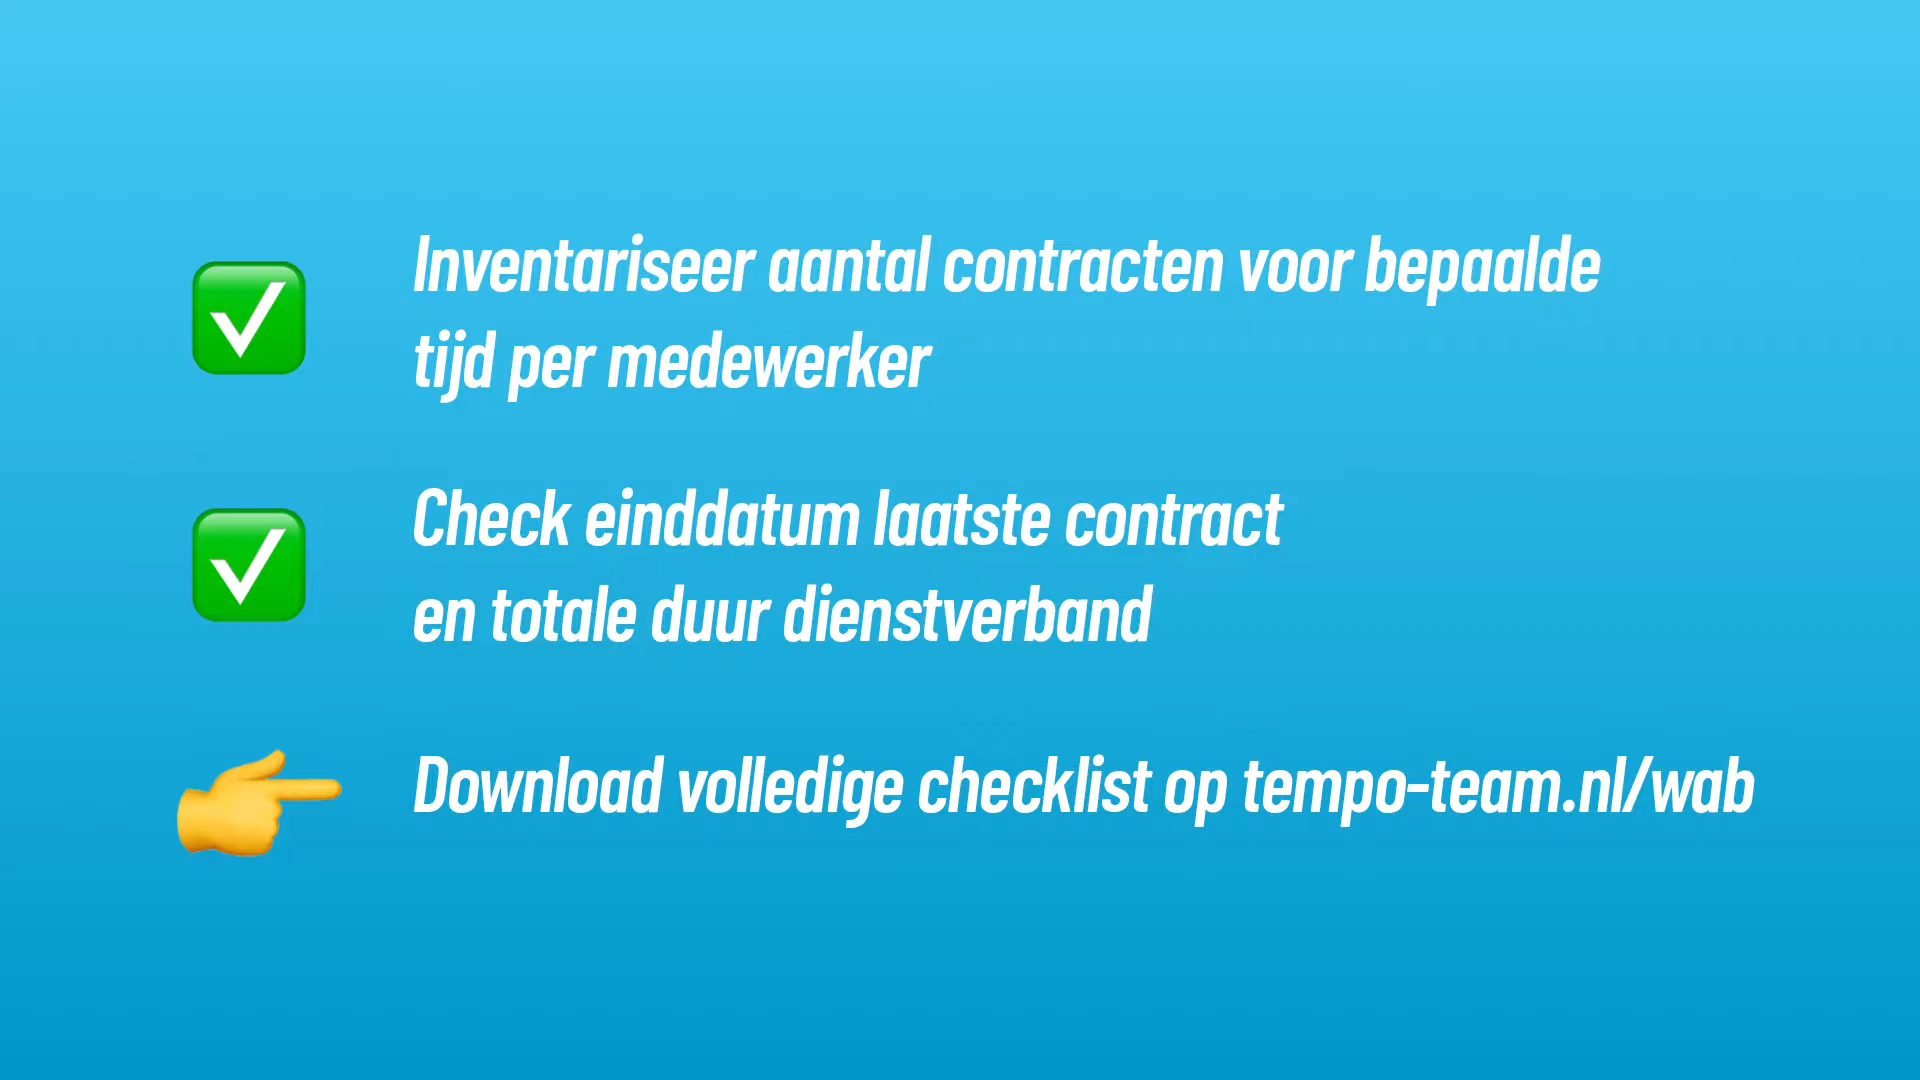 Inventariseer aantal contracten voor bepaalde
tijd per medewerker
Check einddatum laatste contract
en totale duur dienstverband
Download volledige checklist op tempo-team.nl/wab